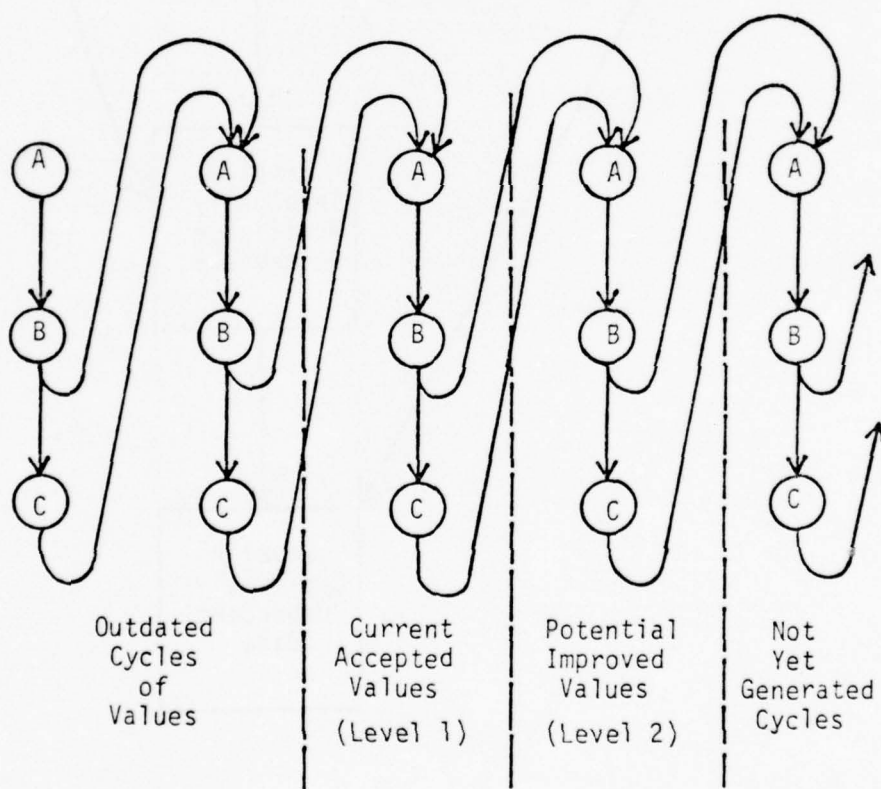 A A A A A
B B B B B
C C C C C
Outdated
Cycles
of
Values
Current
Accepted
Values
(Level 1)
Potential
Improved
Values
(Level 2)
Not
Yet
Generated
Cycles